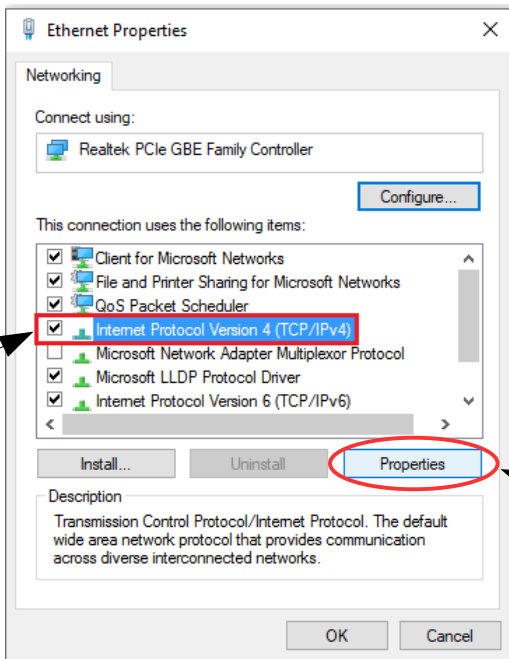 Ethernet Properties
Networking
Connect using:
Realtek PCIe GBE Family Controller
Configure...
This connection uses the following items:
Client for Microsoft Networks
File and Printer Sharing for Microsoft Networks
QoS Packet Scheduler
Internet Protocol Version 4 (TCP/IPv4)
Microsoft Network Adapter Multiplexor Protocol
Microsoft LLDP Protocol Driver
Internet Protocol Version 6 (TCP/IPv6)
Install... Uninstall Properties
Description
Transmission Control Protocol/Internet Protocol. The default
wide area network protocol that provides communication
across diverse interconnected networks.
OK Cancel